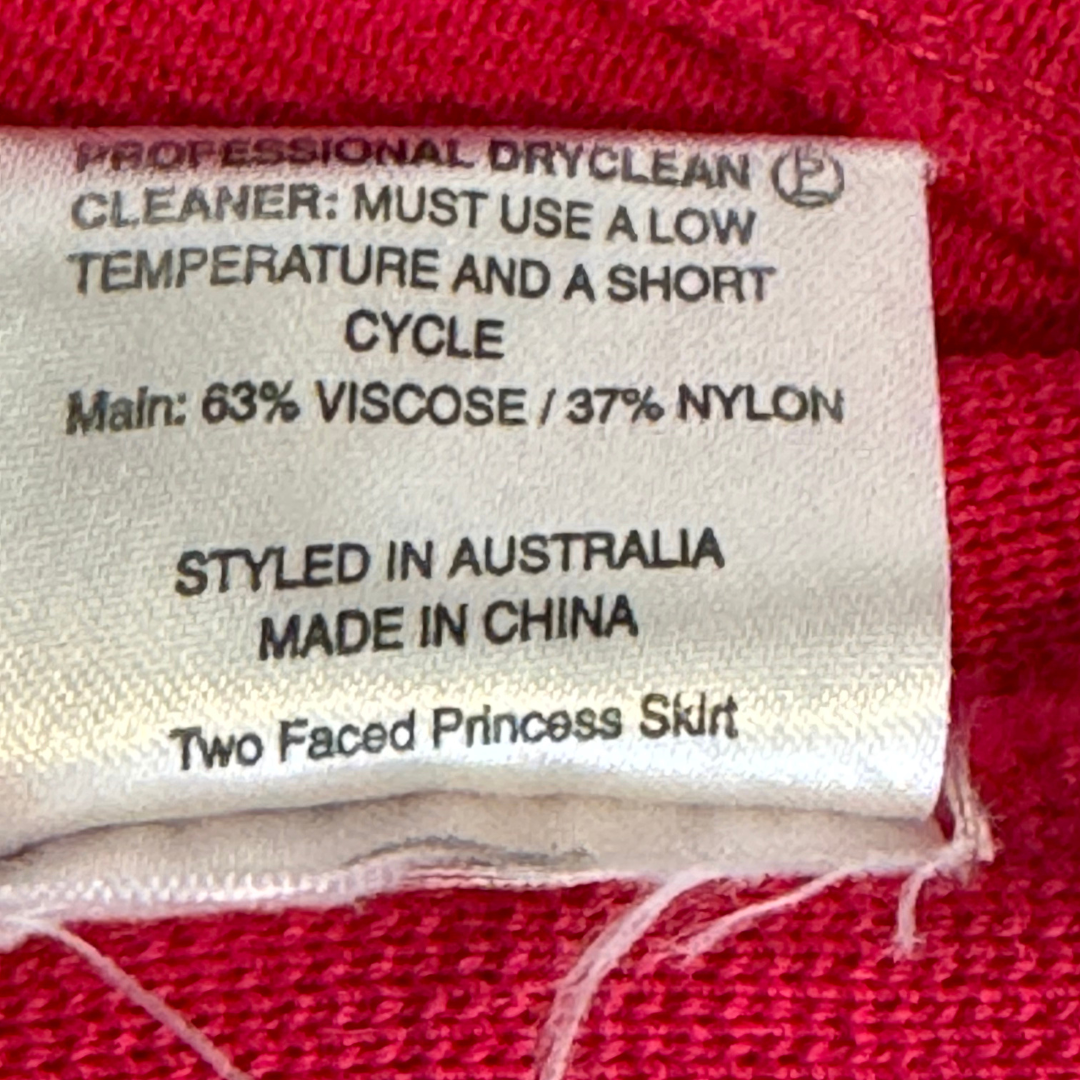 PROFESSIONAL DRYCLEAN Ⓟ
CLEANER: MUST USE A LOW
TEMPERATURE AND A SHORT
CYCLE
Main: 63% VISCOSE / 37% NYLON
STYLED IN AUSTRALIA
MADE IN CHINA
Two Faced Princess Skirt